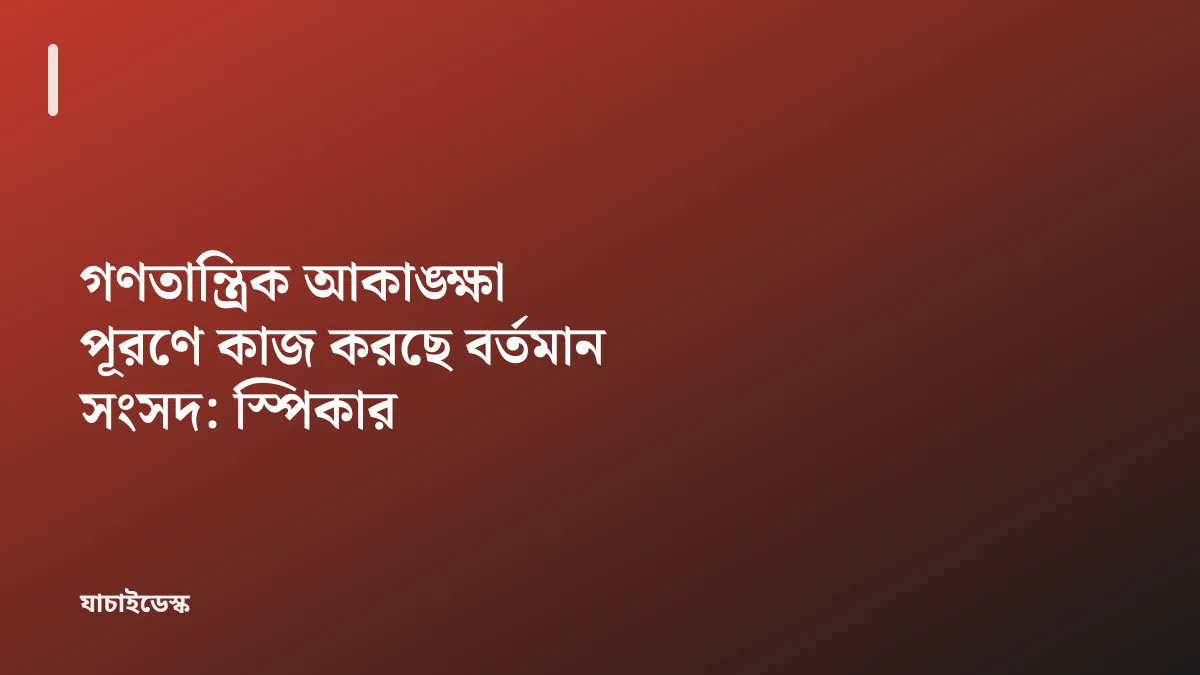 গণতান্ত্রিক আকাঙ্ক্ষা
পূরণে কাজ করছে বর্তমান
সংসদ: স্পিকার
যাচাইডেস্ক